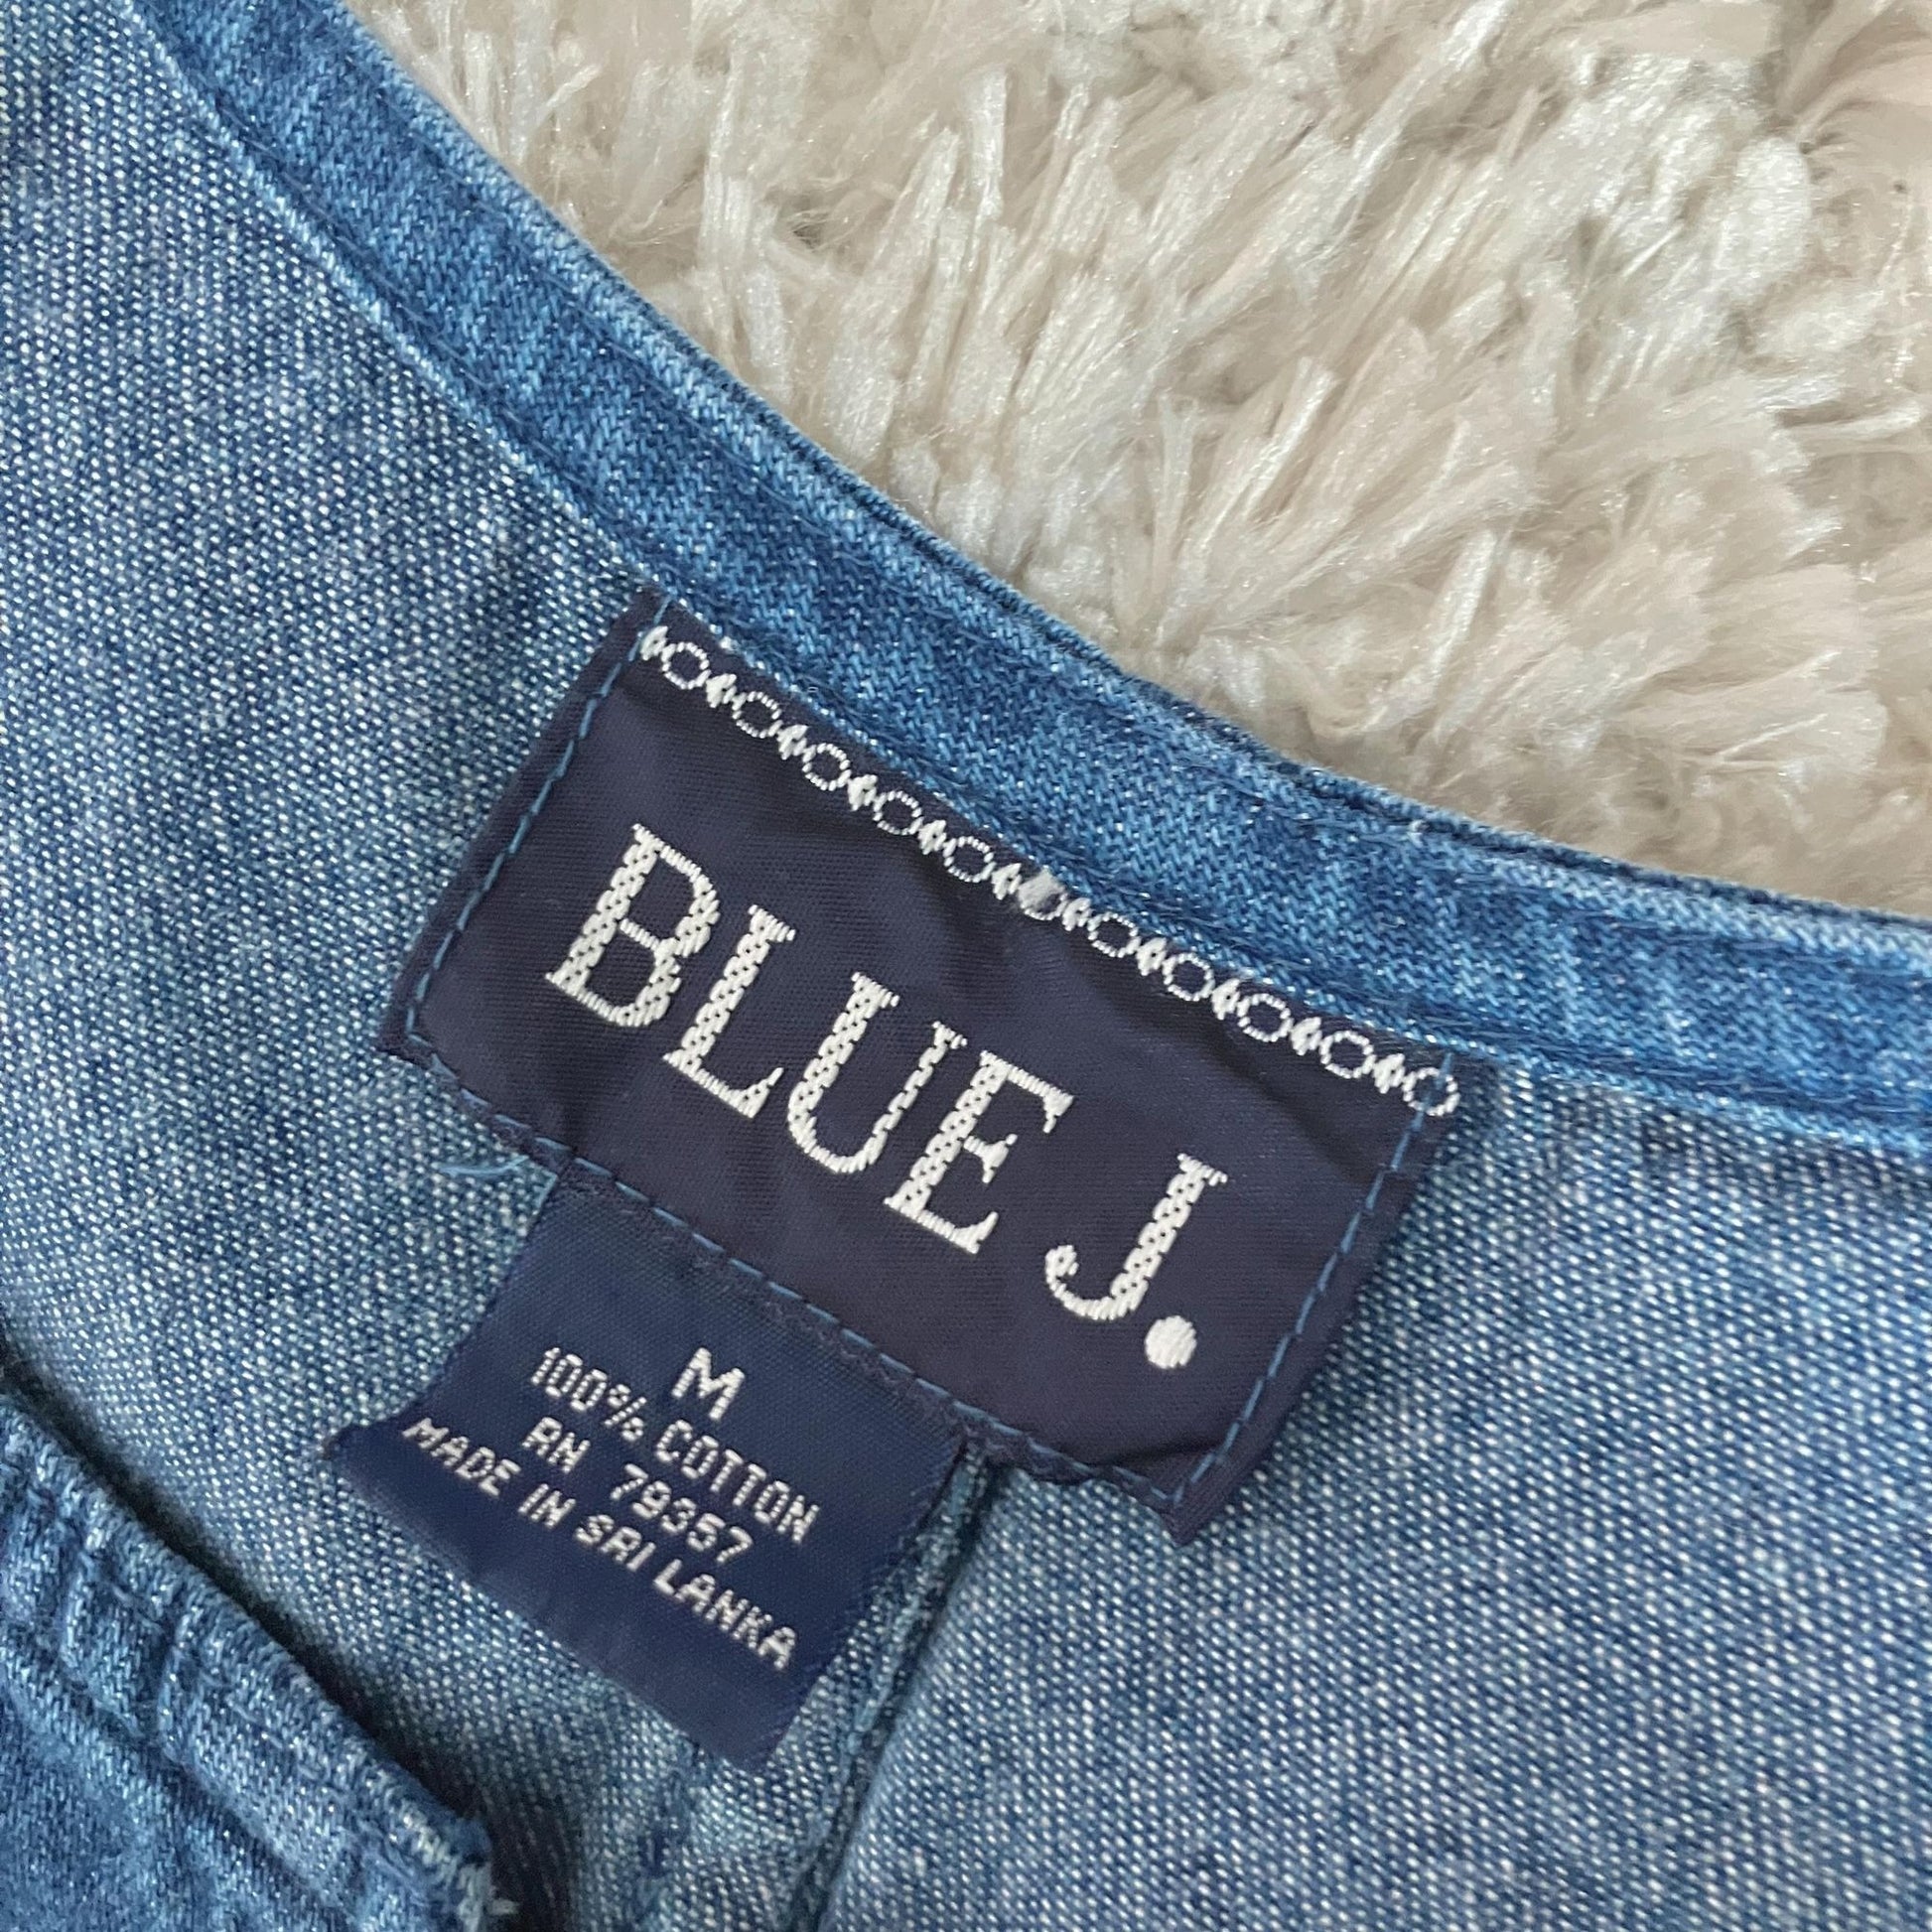 BLUE J.
M
100% COTTON
RN 79357
MADE IN SRI LANKA